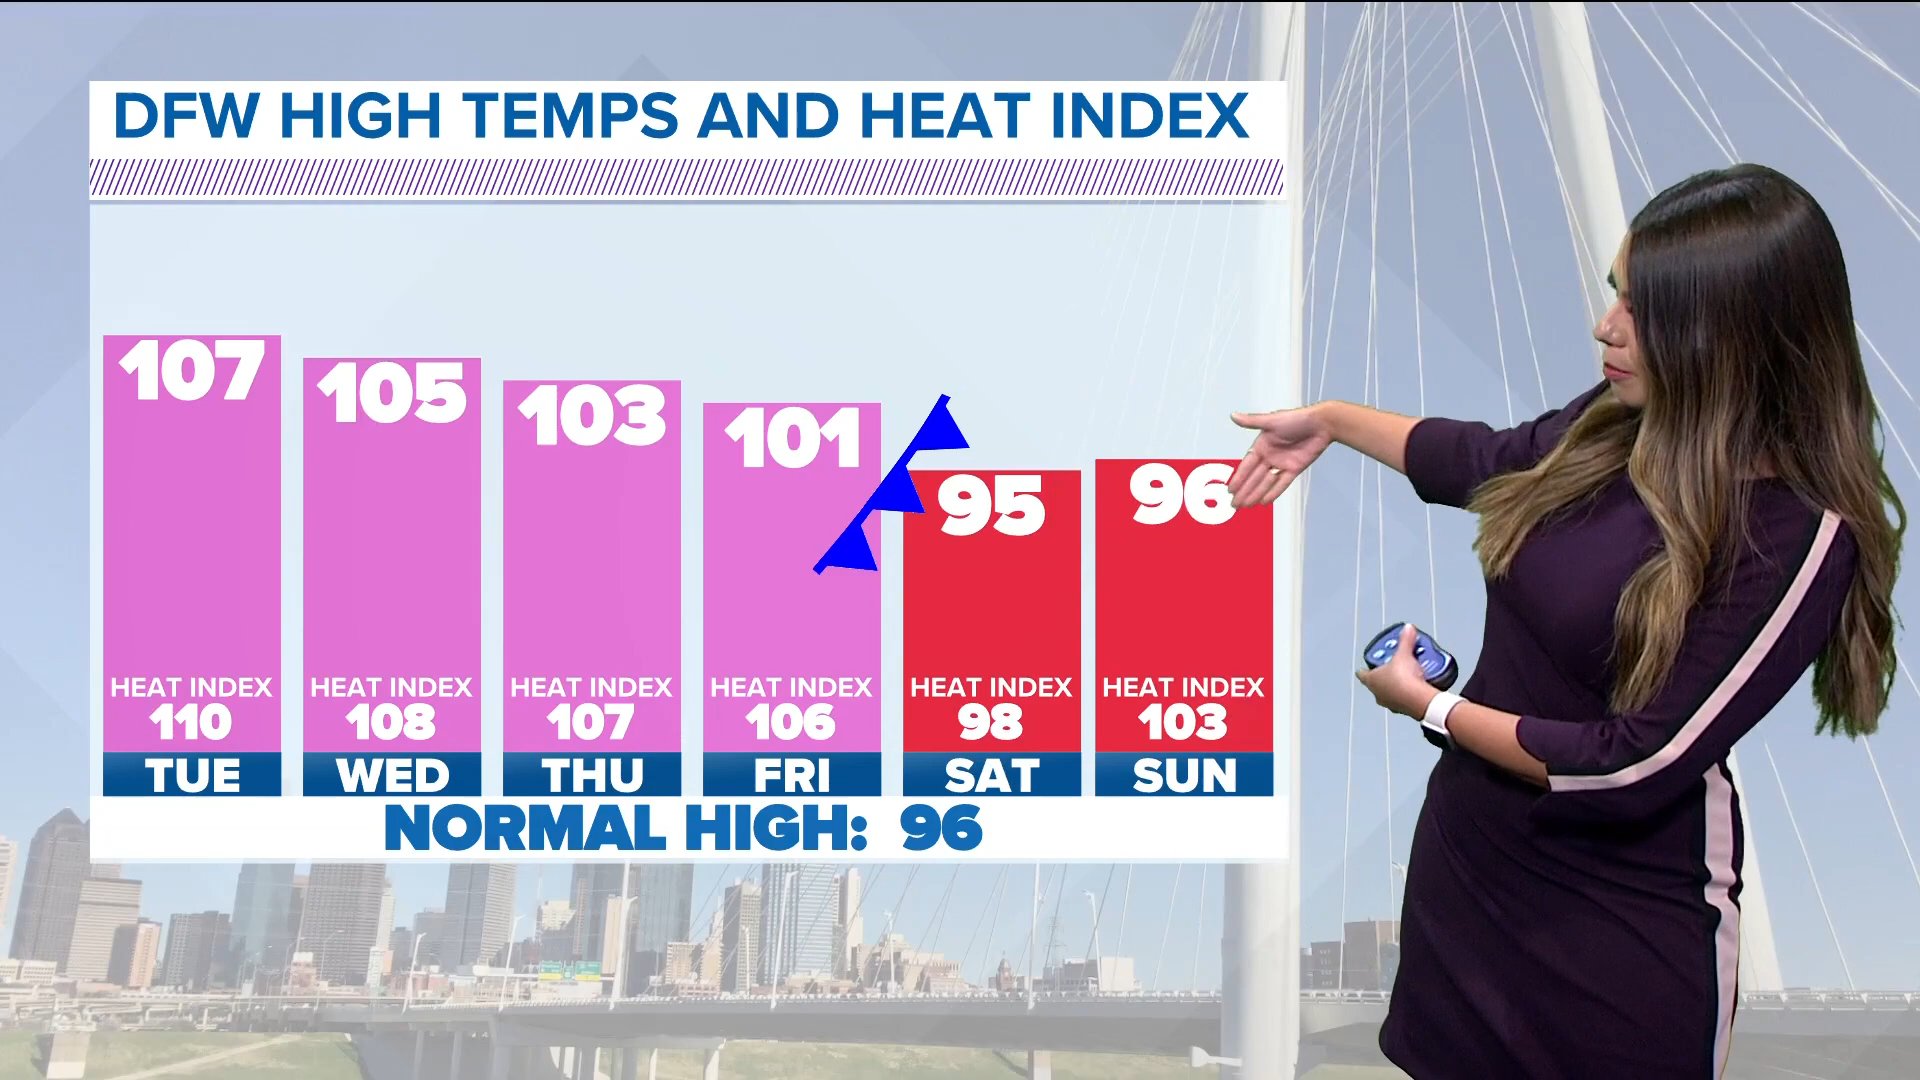 DFW HIGH TEMPS AND HEAT INDEX
107
105
103
101
95
96
HEAT INDEX
110
HEAT INDEX
108
HEAT INDEX
107
HEAT INDEX
106
HEAT INDEX
98
HEAT INDEX
103
TUE
WED
THU
FRI
SAT
SUN
NORMAL HIGH: 96